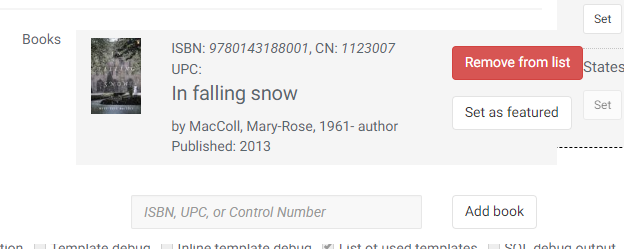 Set
Books
ISBN: 9780143188001, CN: 1123007
UPC:
Remove from list
States
In falling snow
Set as featured
Set
by MacColl, Mary-Rose, 1961- author
Published: 2013
ISBN, UPC, or Control Number
Add book
Template debug
Inline template debug
List of used templates
SQL debug output